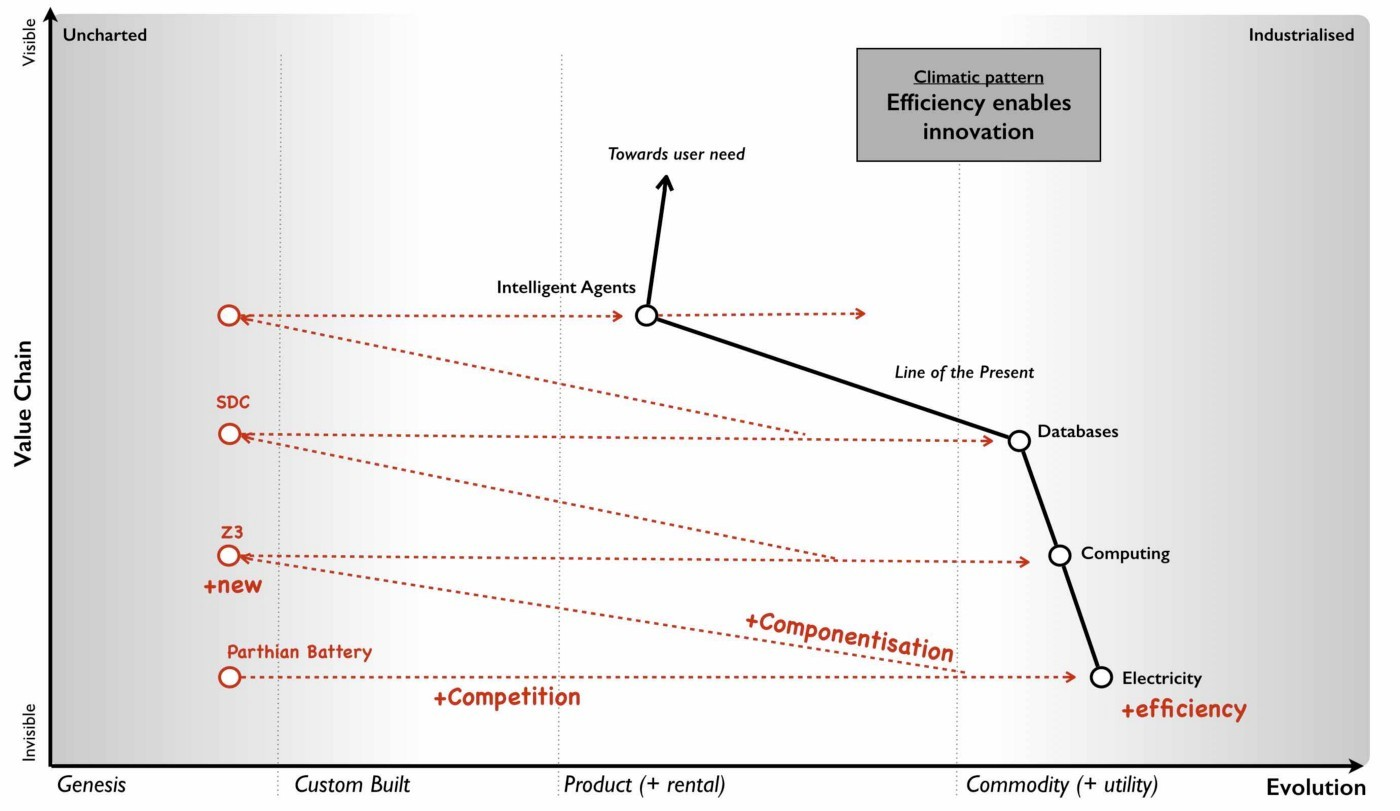 Visible
Uncharted
Industrialised
Climatic pattern
Efficiency enables
innovation
Towards user need
Intelligent Agents
Line of the Present
Value Chain
SDC
Databases
Z3
Computing
+new
+Componentisation
Parthian Battery
Electricity
+Competition
+efficiency
Invisible
Genesis
Custom Built
Product (+ rental)
Commodity (+ utility)
Evolution